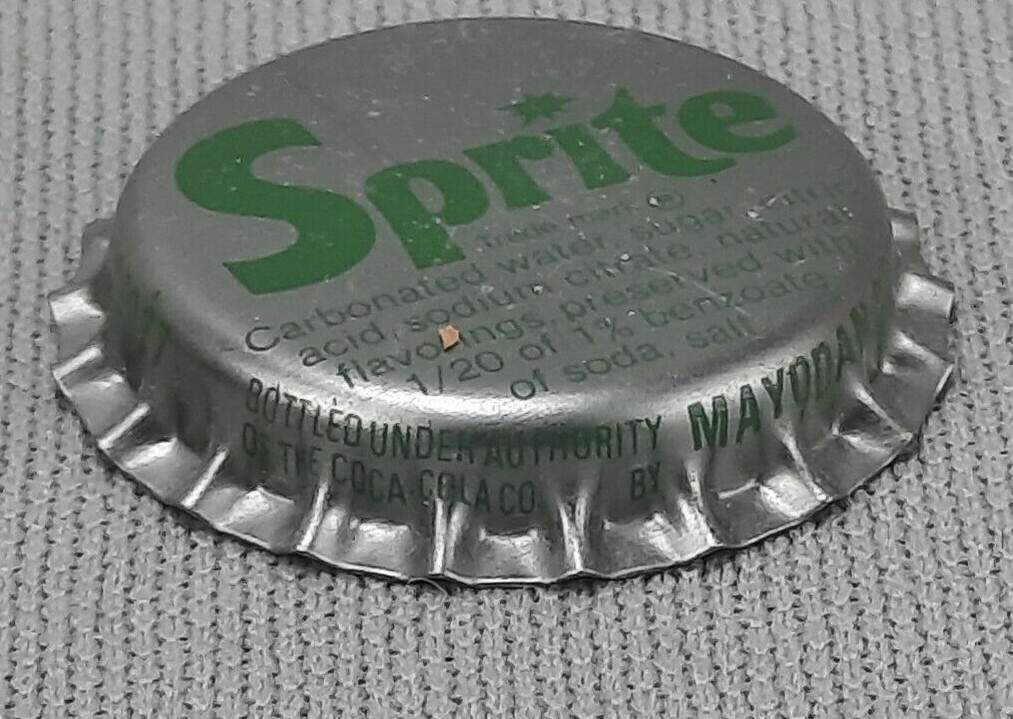 Sprite
trade mark ®
Carbonated water, sugar, citric
acid, sodium citrate, natural
flavorings, preserved with
1/20 of 1% benzoate
of soda, salt
BOTTLED UNDER AUTHORITY
OF THE COCA-COLA CO. BY
MAYODAN